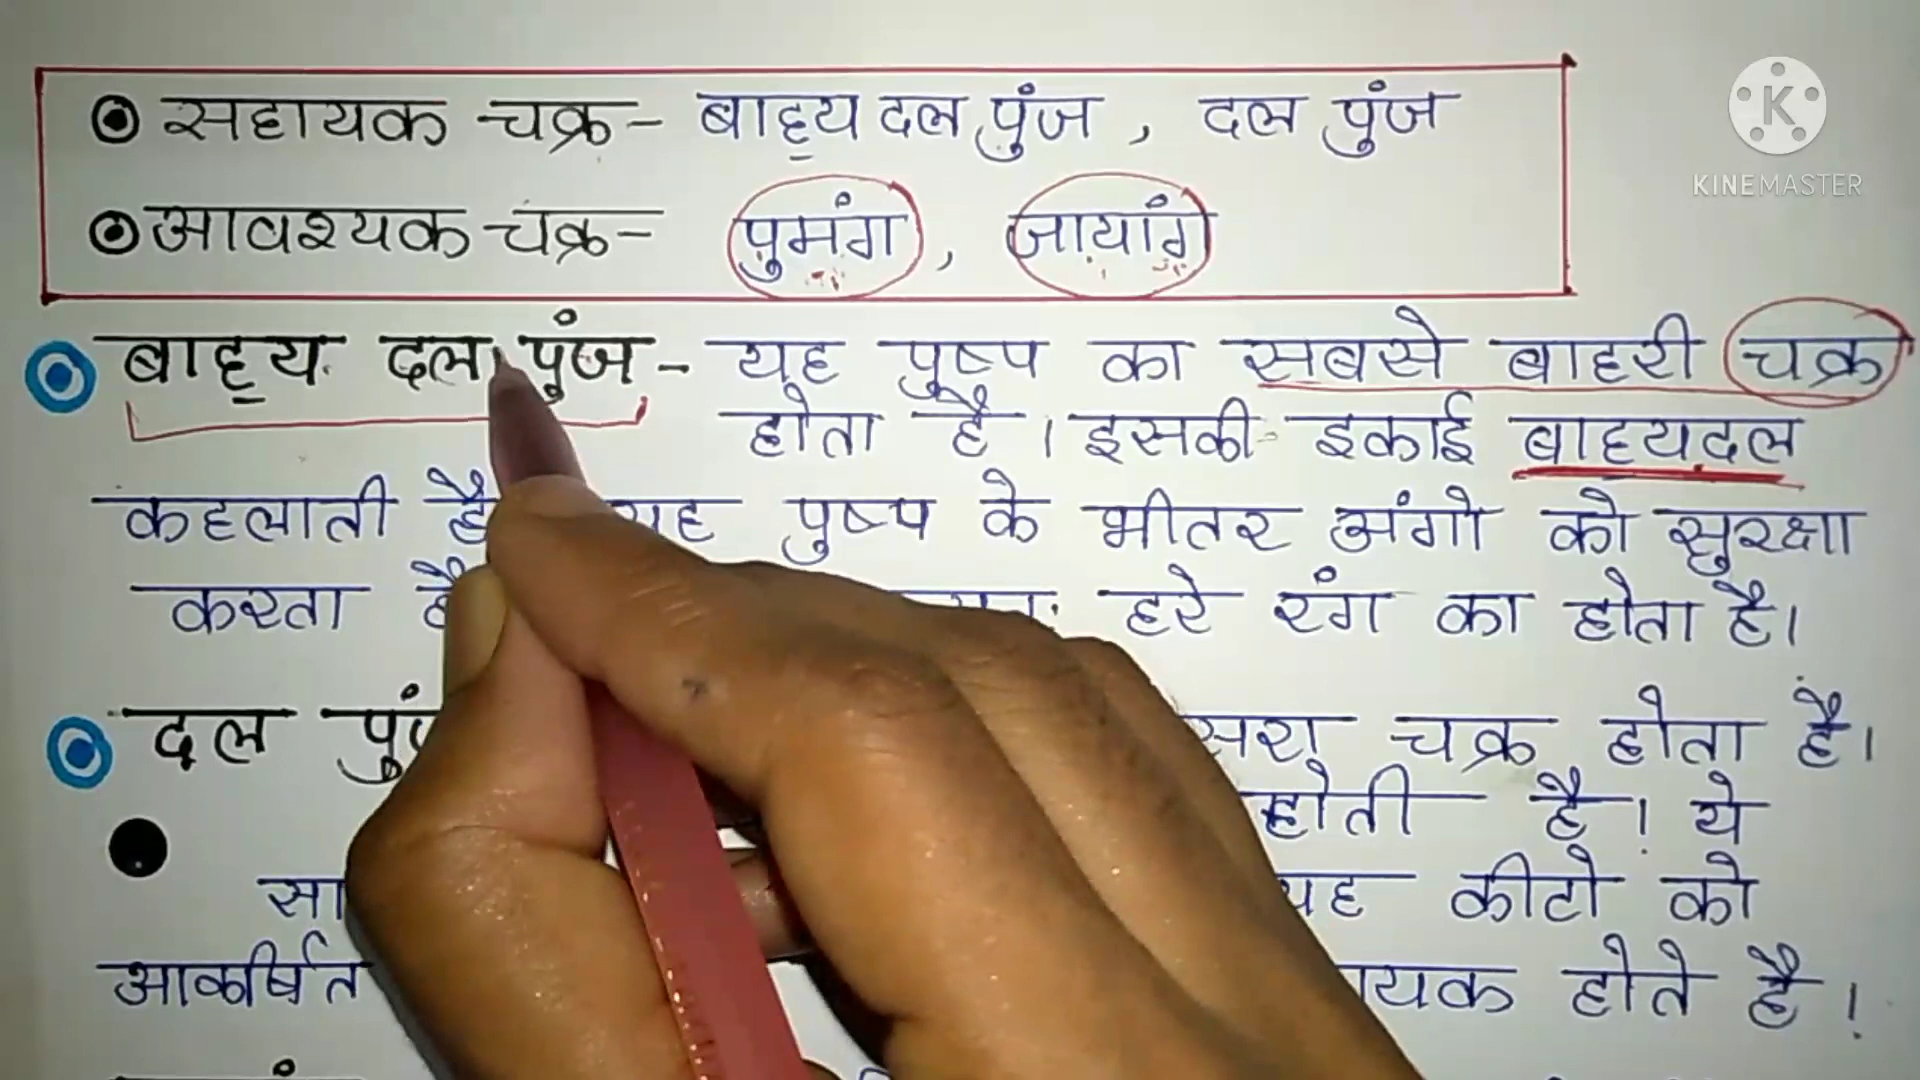 सहायक चक्र - बाह्य दल पुंज , दल पुंज
K
KINEMASTER
आवश्यक चक्र - पुमंग , जायांग
बाह्य दल पुंज - यह पुष्प का सबसे बाहरी चक्र
होता है । इसकी इकाई बाह्यदल
कहलाती है यह पुष्प के भीतर अंगो को सुरक्षा
करता हरे रंग का होता है।
दल चक्र होता है।
होती है । ये
यह कीटो को
आकर्षित होते है ।